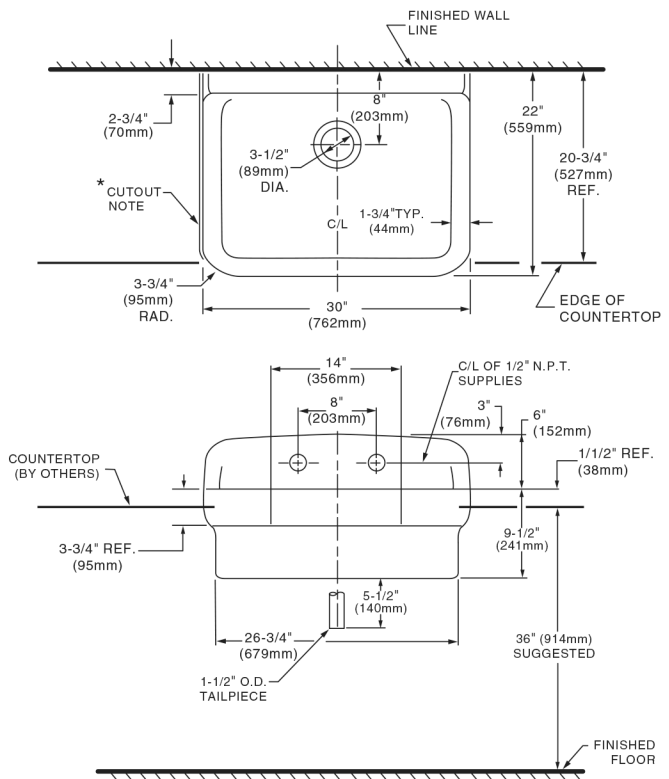 FINISHED WALL
LINE
2-3/4"
(70mm)
8"
(203mm)
22"
(559mm)
3-1/2"
(89mm)
DIA.
20-3/4"
(527mm)
REF.
* CUTOUT
NOTE
C/L
1-3/4"TYP.
(44mm)
3-3/4"
(95mm)
RAD.
30"
(762mm)
EDGE OF
COUNTERTOP
14"
(356mm)
C/L OF 1/2" N.P.T.
SUPPLIES
8"
(203mm)
3"
(76mm)
6"
(152mm)
COUNTERTOP
(BY OTHERS)
1/1/2" REF.
(38mm)
9-1/2"
(241mm)
3-3/4" REF.
(95mm)
5-1/2"
(140mm)
26-3/4"
(679mm)
36" (914mm)
SUGGESTED
1-1/2" O.D.
TAILPIECE
FINISHED
FLOOR